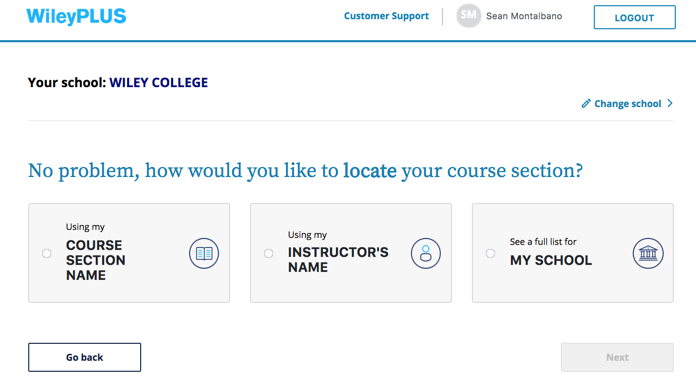 WileyPLUS
Customer Support
SM
Sean Montalbano
LOGOUT
Your school: WILEY COLLEGE
Change school
No problem, how would you like to locate your course section?
Using my
COURSE
SECTION
NAME
Using my
INSTRUCTOR'S
NAME
See a full list for
MY SCHOOL
Go back
Next